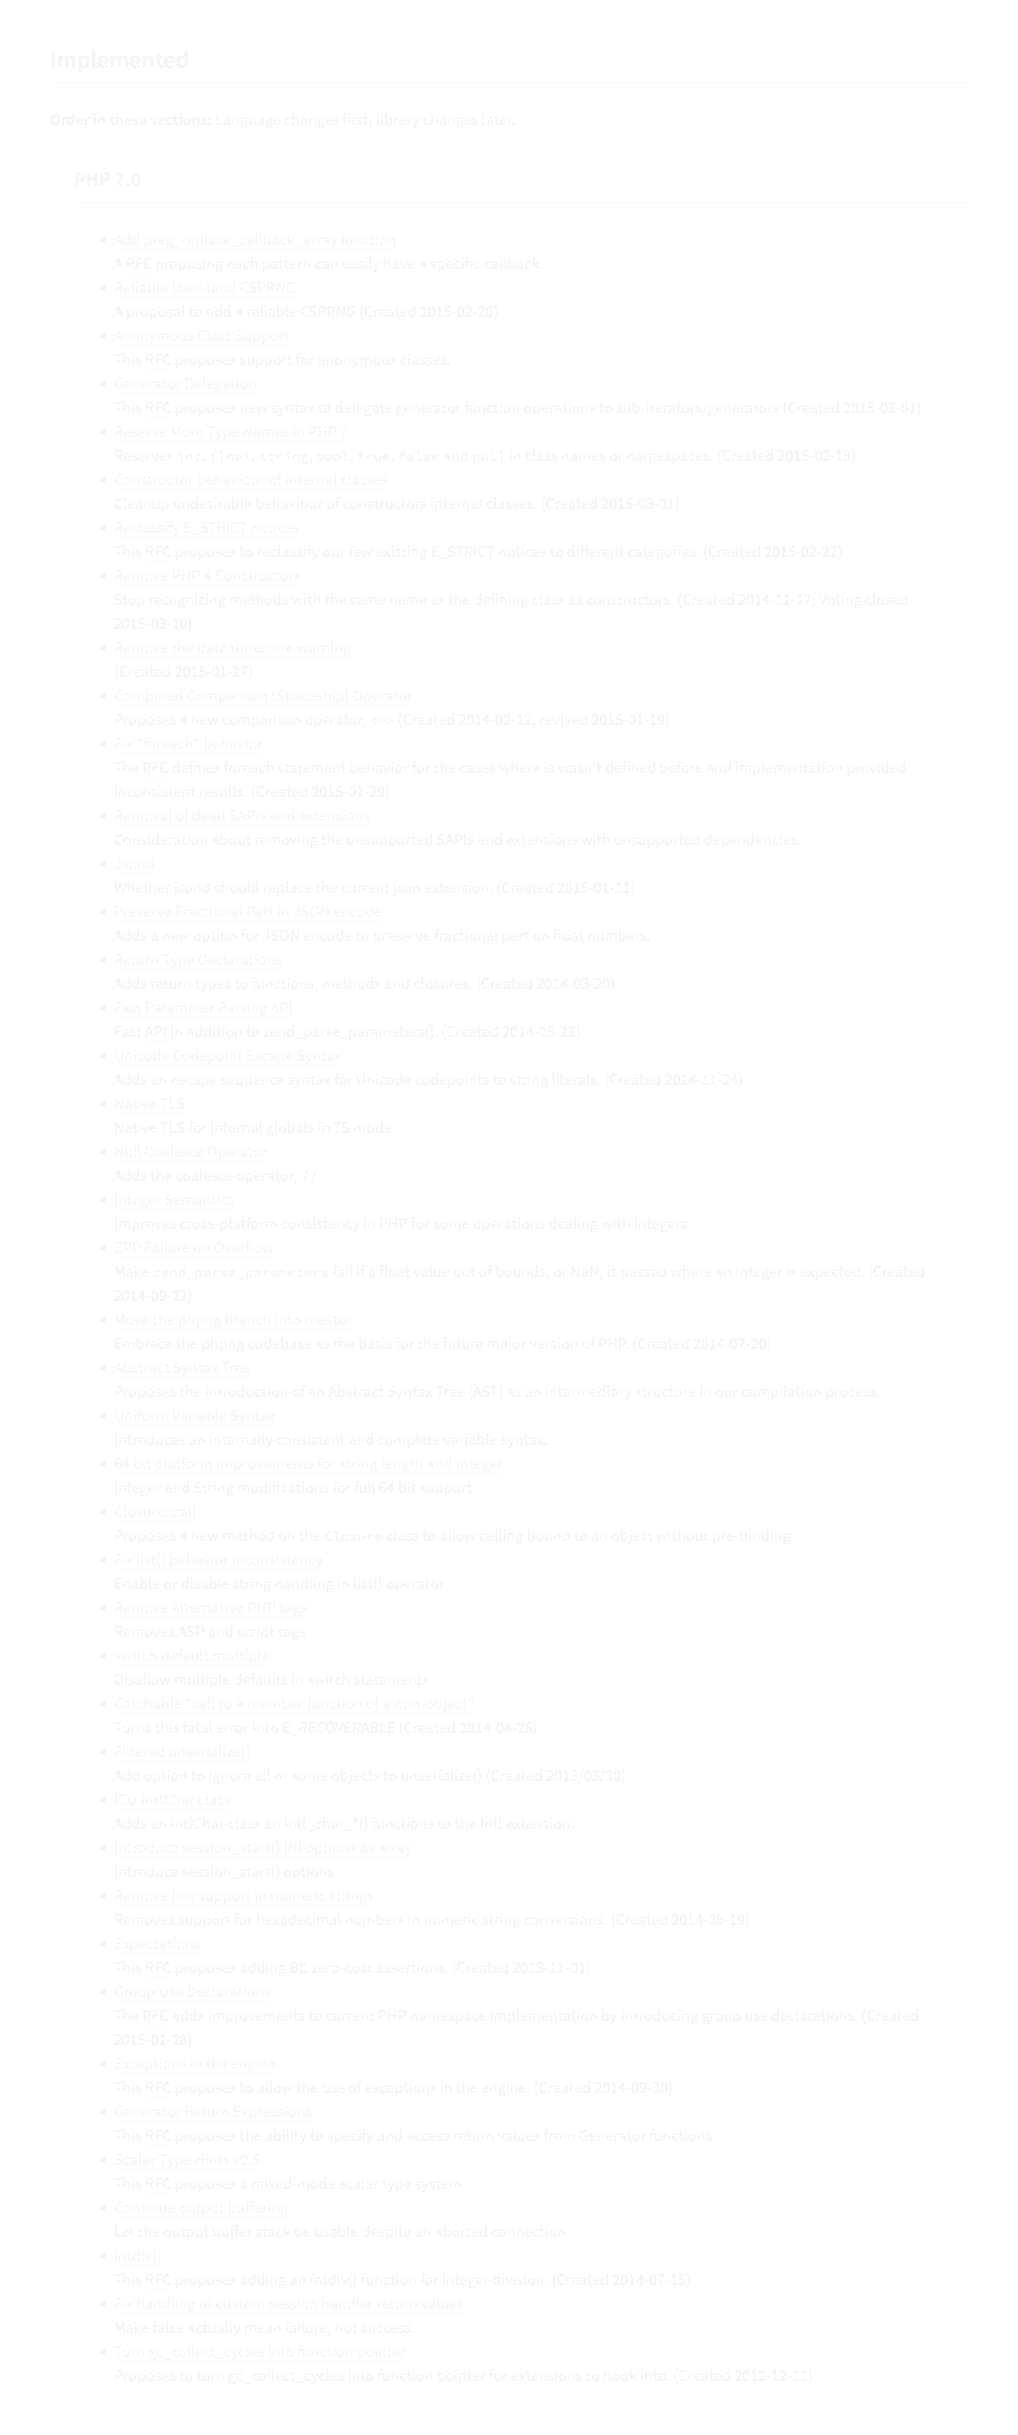 Implemented
Order in these sections: Language changes first, library changes later.
PHP 7.0
Add preg_replace_callback_array function
A RFC proposing each pattern can easily have a specific callback.
Reliable User-land CSPRNG
A proposal to add a reliable CSPRNG (Created 2015-02-20)
Anonymous Class Support
This RFC proposes support for anonymous classes.
Generator Delegation
This RFC proposes new syntax to delegate generator function operations to sub-iterators/generators (Created 2015-03-01)
Reserve More Type Names in PHP 7
Reserves int, float, string, bool, true, false and null in class names or namespaces. (Created 2015-02-18)
Constructor behaviour of internal classes
Cleanup undesirable behaviour of constructors internal classes. (Created 2015-03-01)
Reclassify E_STRICT notices
This RFC proposes to reclassify our few existing E_STRICT notices to different categories. (Created 2015-02-22)
Remove PHP 4 Constructors
Stop recognizing methods with the same name as the defining class as constructors. (Created 2014-11-17; Voting closed
2015-03-10)
Remove the date.timezone warning
(Created 2015-01-27)
Combined Comparison (Spaceship) Operator
Proposes a new comparison operator, <=> (Created 2014-02-12, revived 2015-01-19)
Fix "foreach" behavior
The RFC defines foreach statement behavior for the cases where is wasn't defined before and implementation provided
inconsistent results. (Created 2015-01-29)
Removal of dead SAPIs and extensions
Consideration about removing the unsupported SAPIs and extensions with unsupported dependencies.
Jsond
Whether jsond should replace the current json extension. (Created 2015-01-11)
Preserve Fractional Part in JSON encode
Adds a new option for JSON encode to preserve fractional part on float numbers.
Return Type Declarations
Adds return types to functions, methods and closures. (Created 2014-03-20)
Fast Parameter Parsing API
Fast API in addition to zend_parse_parameters(). (Created 2014-05-23)
Unicode Codepoint Escape Syntax
Adds an escape sequence syntax for Unicode codepoints to string literals. (Created 2014-11-24)
Native TLS
Native TLS for internal globals in TS mode
Null Coalesce Operator
Adds the coalesce operator, ??
Integer Semantics
Improves cross-platform consistency in PHP for some operations dealing with integers
ZPP Failure on Overflow
Make zend_parse_parameters fail if a float value out of bounds, or NaN, is passed where an integer is expected. (Created
2014-09-22)
Move the phpng branch into master
Embrace the phpng codebase as the basis for the future major version of PHP. (Created 2014-07-20)
Abstract Syntax Tree
Proposes the introduction of an Abstract Syntax Tree (AST) as an intermediary structure in our compilation process.
Uniform Variable Syntax
Introduces an internally consistent and complete variable syntax.
64 bit platform improvements for string length and integer
Integer and String modifications for full 64 bit support
Closure::call
Proposes a new method on the Closure class to allow calling bound to an object without pre-binding
Fix list() behavior inconsistency
Enable or disable string handling in list() operator
Remove alternative PHP tags
Removes ASP and script tags
switch.default.multiple
Disallow multiple defaults in switch statements
Catchable "call to a member function of a non-object"
Turns this fatal error into E_RECOVERABLE (Created 2014-04-26)
Filtered unserialize()
Add option to ignore all or some objects to unserialize() (Created 2013/03/30)
ICU IntlChar class
Adds an IntlChar class an intl_char_*() functions to the Intl extension.
Introduce session_start() INI options as array
Introduce session_start() options
Remove hex support in numeric strings
Removes support for hexadecimal numbers in numeric string conversions. (Created 2014-08-19)
Expectations
This RFC proposes adding BC zero-cost assertions. (Created 2013-11-01)
Group Use Declarations
The RFC adds improvements to current PHP namespace implementation by introducing group use declarations. (Created
2015-01-28)
Exceptions in the engine
This RFC proposes to allow the use of exceptions in the engine. (Created 2014-09-30)
Generator Return Expressions
This RFC proposes the ability to specify and access return values from Generator functions
Scalar Type Hints v0.5
This RFC proposes a mixed-mode scalar type system
Continue output buffering
Let the output buffer stack be usable despite an aborted connection
intdiv()
This RFC proposes adding an intdiv() function for integer division. (Created 2014-07-15)
Fix handling of custom session handler return values
Make false actually mean failure, not success.
Turn gc_collect_cycles into function pointer
Proposes to turn gc_collect_cycles into function pointer for extensions to hook into. (Created 2012-12-11)